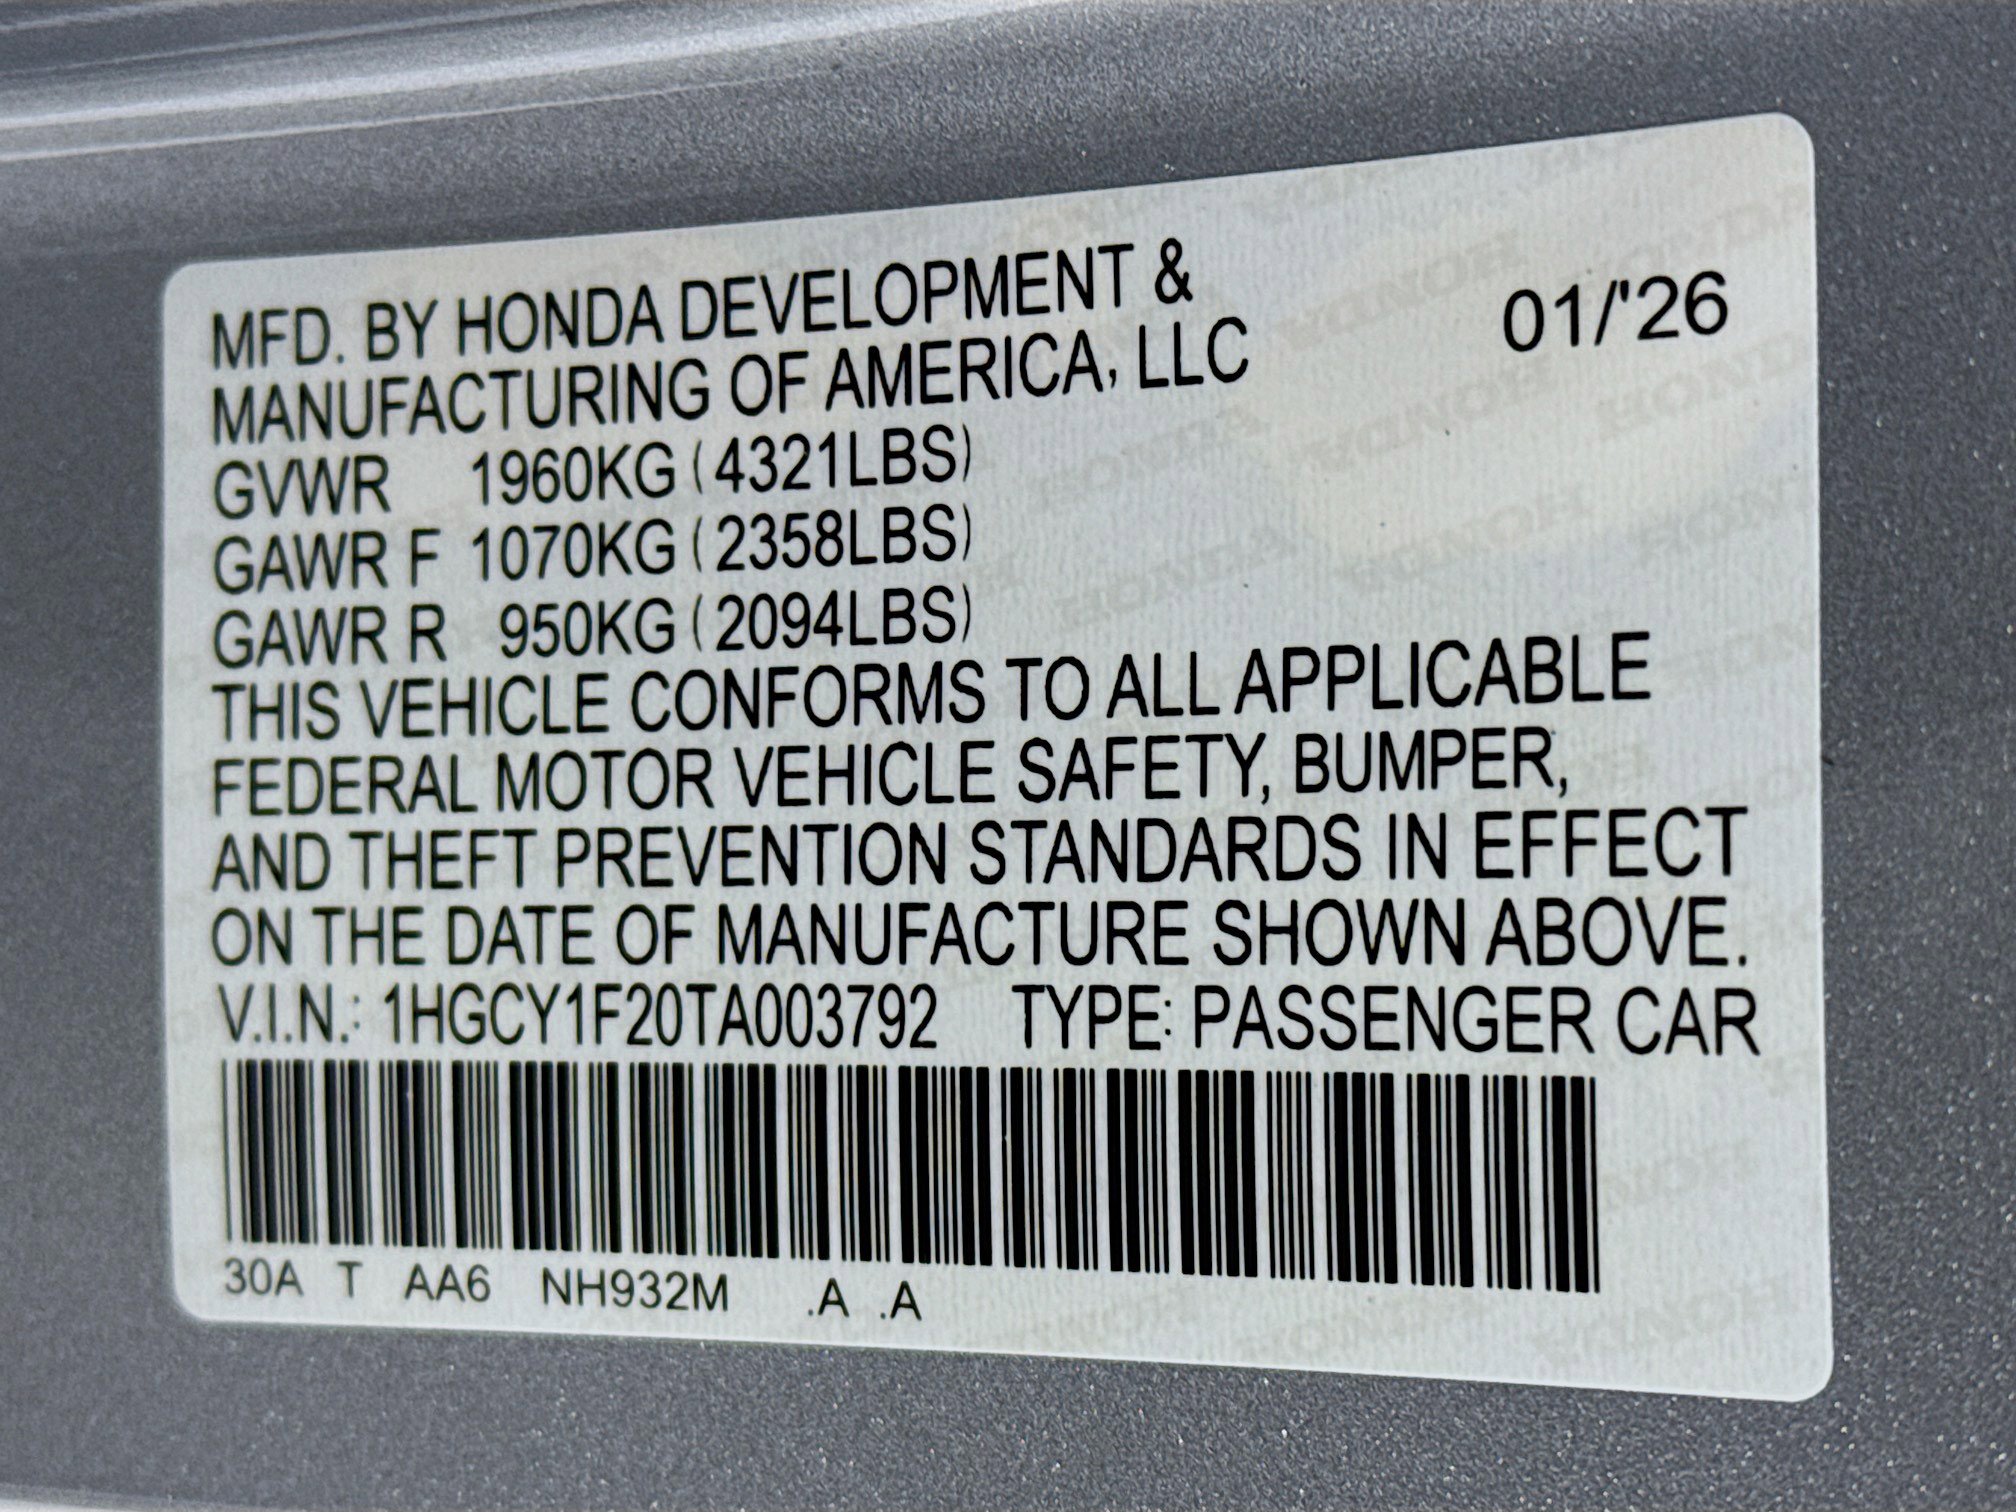 MFD. BY HONDA DEVELOPMENT &
MANUFACTURING OF AMERICA, LLC
01/'26
GVWR 1960KG (4321LBS)
GAWR F 1070KG (2358LBS)
GAWR R 950KG (2094LBS)
THIS VEHICLE CONFORMS TO ALL APPLICABLE
FEDERAL MOTOR VEHICLE SAFETY, BUMPER,
AND THEFT PREVENTION STANDARDS IN EFFECT
ON THE DATE OF MANUFACTURE SHOWN ABOVE.
V.I.N.: 1HGCY1F20TA003792 TYPE: PASSENGER CAR
30A T AA6 NH932M .A .A